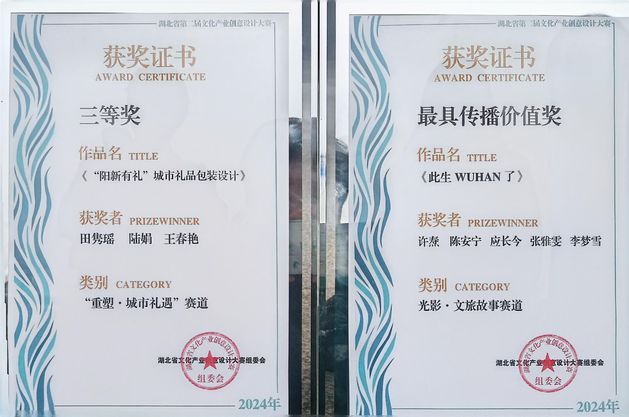 湖北省第二届文化产业创意设计大赛
获奖证书
AWARD CERTIFICATE
三等奖
作品名 TITLE
《“阳新有礼”城市礼品包装设计》
获奖者 PRIZEWINNER
田隽瑶 陆娟 王春艳
类别 CATEGORY
“重塑·城市礼遇”赛道
湖北省文化产业创意设计大赛组委会
组委会
2024年
湖北省第二届文化产业创意设计大赛
获奖证书
AWARD CERTIFICATE
最具传播价值奖
作品名 TITLE
《此生 WUHAN 了》
获奖者 PRIZEWINNER
许焘 陈安宁 应长今 张雅雯 李梦雪
类别 CATEGORY
光影·文旅故事赛道
湖北省文化产业创意设计大赛组委会
组委会
2024年